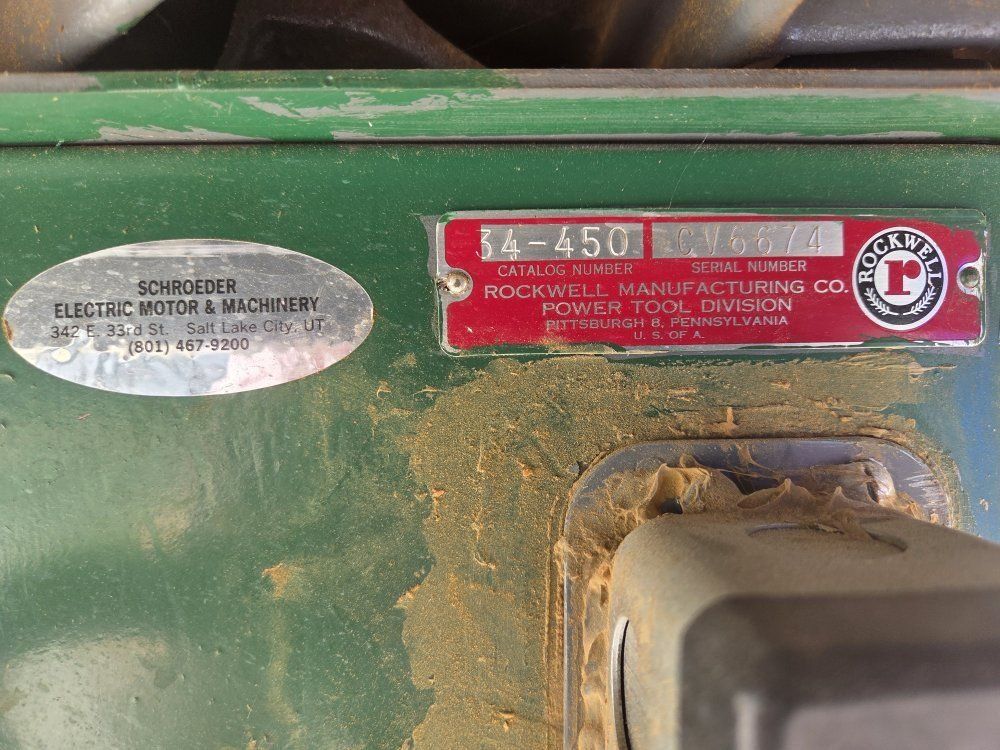 SCHROEDER
ELECTRIC MOTOR & MACHINERY
342 E. 33rd St. Salt Lake City, UT
(801) 467-9200
34-450 CV6674
CATALOG NUMBER SERIAL NUMBER
ROCKWELL MANUFACTURING CO.
POWER TOOL DIVISION
PITTSBURGH 8, PENNSYLVANIA
U. S. OF A.
ROCKWELL
r